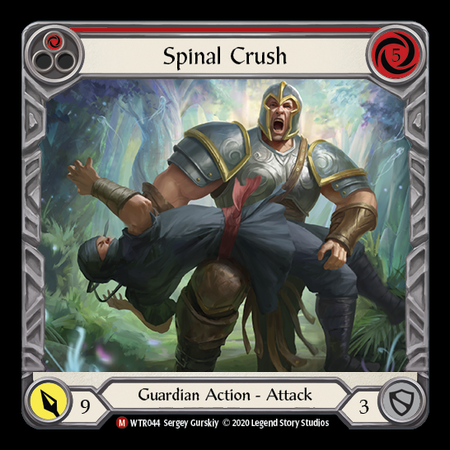 Spinal Crush
5
Guardian Action - Attack
9
3
M WTR044 Sergey Gurskiy © 2020 Legend Story Studios